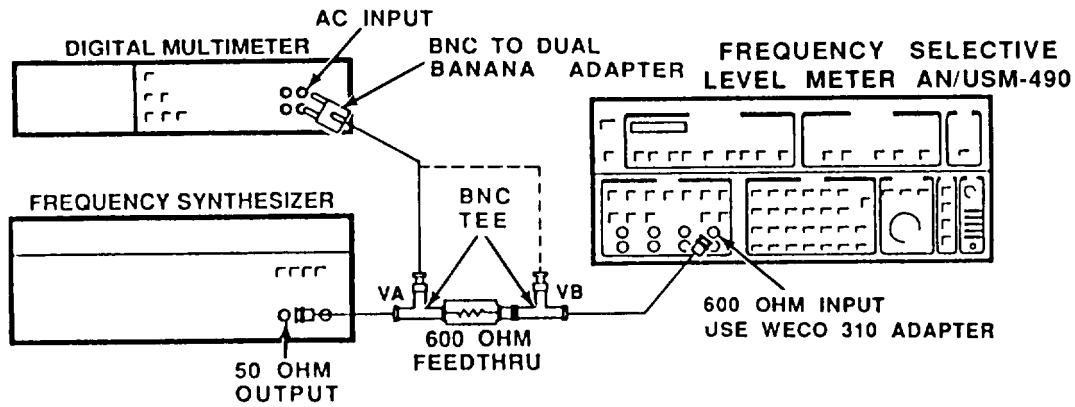 AC INPUT
DIGITAL MULTIMETER
BNC TO DUAL
BANANA ADAPTER
FREQUENCY SELECTIVE
LEVEL METER AN/USM-490
FREQUENCY SYNTHESIZER
BNC
TEE
VA
VB
600 OHM
FEEDTHRU
600 OHM INPUT
USE WECO 310 ADAPTER
50 OHM
OUTPUT